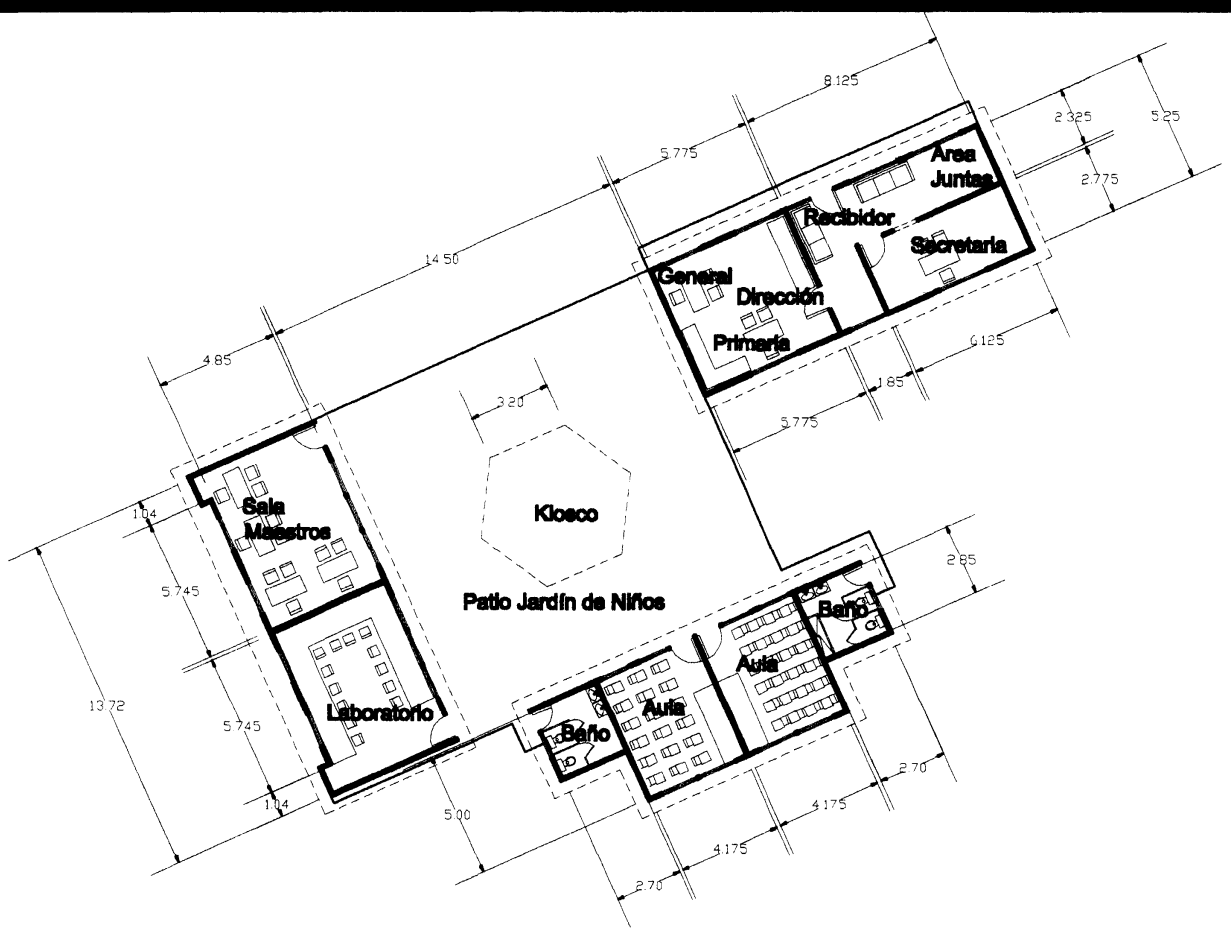 8.125
5.775
2.325
5.25
2.775
14.50
4.85
3.20
Area
Juntas
Recibidor
Secretaria
General
Dirección
Primaria
6.125
1.85
5.775
Sala
Maestros
Kiosco
Patio Jardín de Niños
1.04
5.745
13.72
5.745
1.04
Laboratorio
Baño
Aula
Aula
Baño
2.85
5.00
2.70
4.175
4.175
2.70